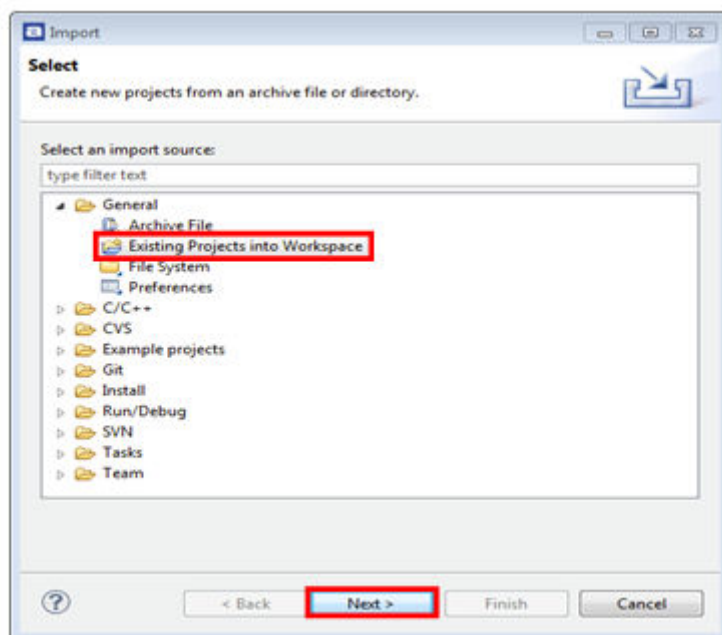 Import
Select
Create new projects from an archive file or directory.
Select an import source:
type filter text
General
Archive File
Existing Projects into Workspace
File System
Preferences
C/C++
CVS
Example projects
Git
Install
Run/Debug
SVN
Tasks
Team
? < Back Next > Finish Cancel